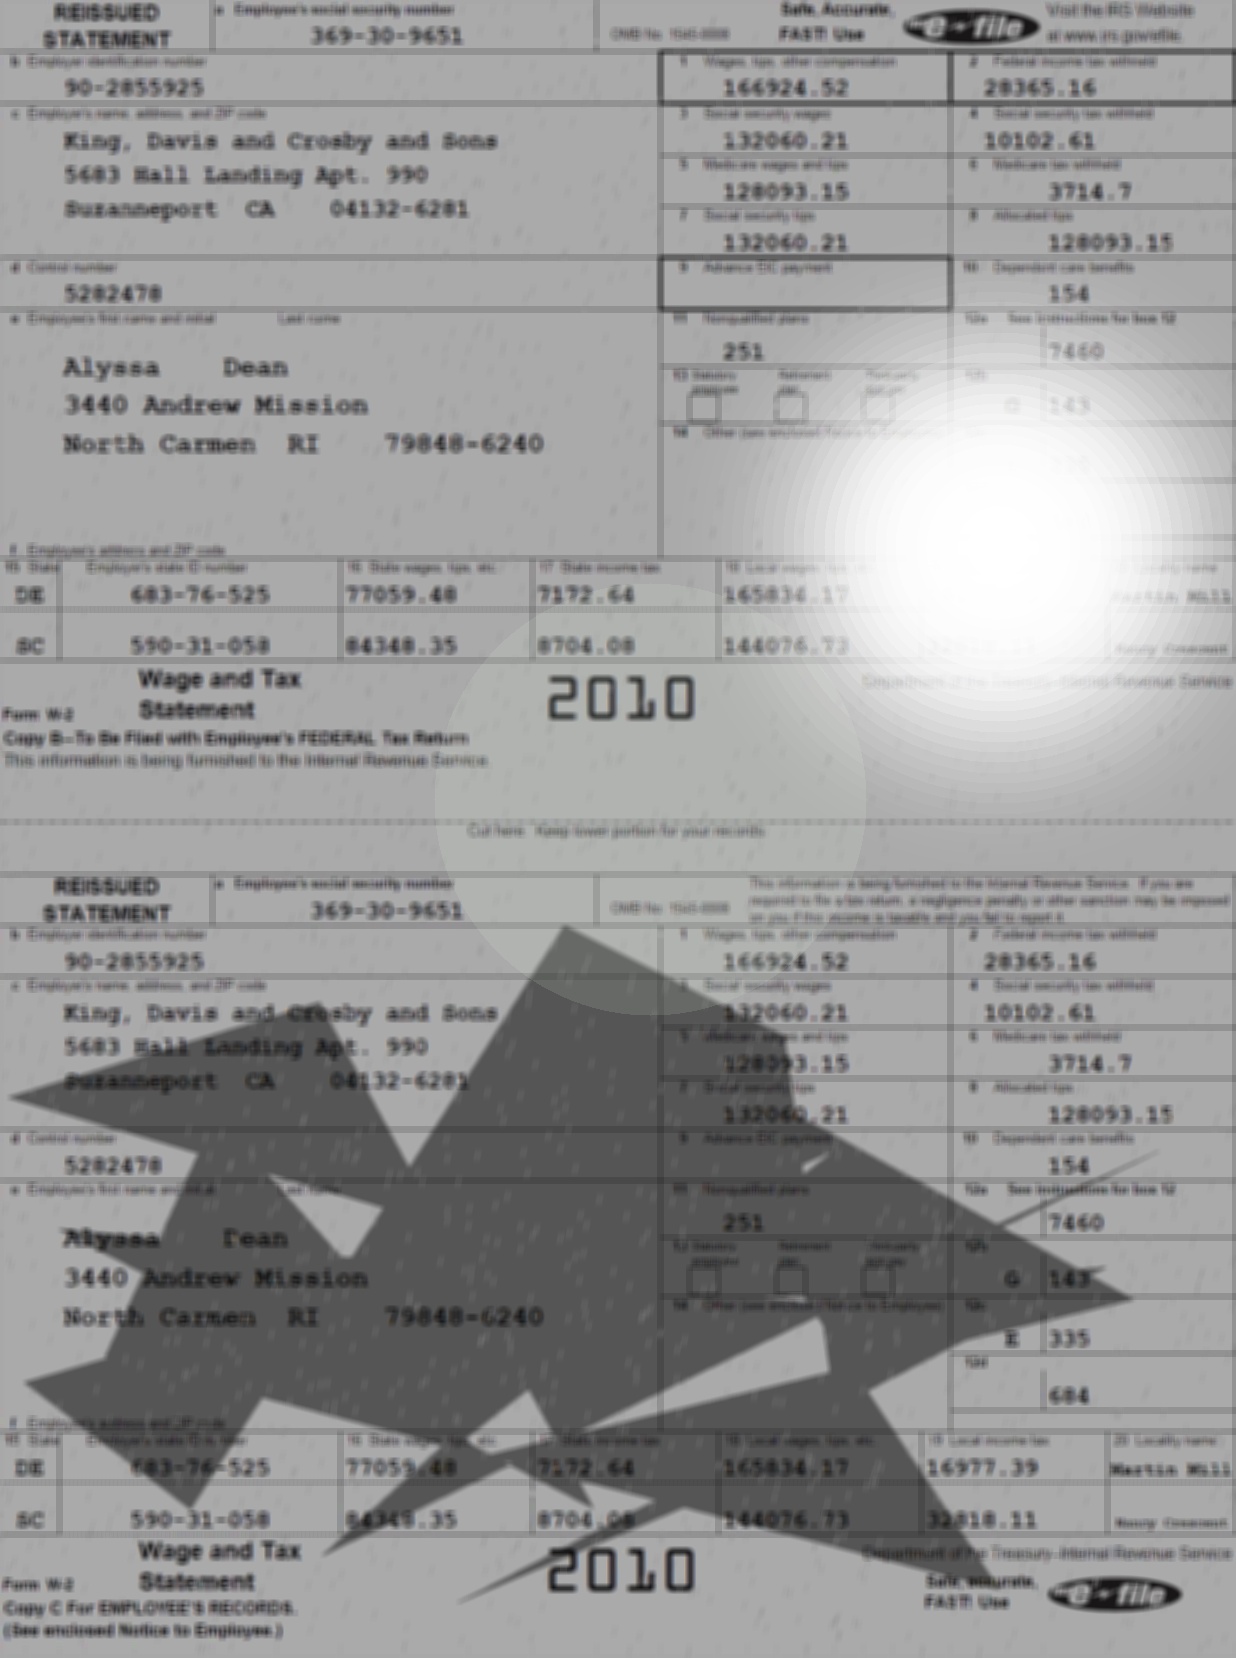 REISSUED STATEMENT
a Employee's social security number
369-30-9651
OMB No. 1545-0008
Safe, Accurate, FAST! Use
e file
Visit the IRS Website at www.irs.gov/efile.
b Employer identification number
90-2855925
1 Wages, tips, other compensation
166924.52
2 Federal income tax withheld
28365.16
c Employer's name, address, and ZIP code
King, Davis and Crosby and Sons
5683 Hall Landing Apt. 990
Suzanneport CA 04132-6281
3 Social security wages
132060.21
4 Social security tax withheld
10102.61
5 Medicare wages and tips
128093.15
6 Medicare tax withheld
3714.7
7 Social security tips
132060.21
8 Allocated tips
128093.15
d Control number
5282478
9 Advance EIC payment
10 Dependent care benefits
154
e Employee's first name and initial Last name
Alyssa Dean
3440 Andrew Mission
North Carmen RI 79848-6240
11 Nonqualified plans
251
12a See instructions for box 12
7460
13 Statutory employee Retirement plan Third-party sick pay
12b
G 143
14 Other (see enclosed
f Employee's address and ZIP code
15 State Employer's state ID number 16 State wages, tips, etc. 17 State income tax 18 Local wages, tips, name
DE 683-76-525 77059.48 7172.64 165834.17 Martin Mill
SC 590-31-058 84348.35 8704.08 144076.73
Wage and Tax Statement
2010
Department of the Treasury-Internal Revenue Service
Form W-2
Copy B-To Be Filed with Employee's FEDERAL Tax Return
This information is being furnished to the Internal Revenue Service.
Cut here. Keep lower portion for your records.
REISSUED STATEMENT
a Employee's social security number
369-30-9651
OMB No. 1545-0008
This information is being furnished to the Internal Revenue Service. If you are
required to file a tax return, a negligence penalty or other sanction may be imposed
on you if this income is taxable and you fail to report it.
b Employer identification number
90-2855925
1 Wages, tips, other compensation
166924.52
2 Federal income tax withheld
28365.16
c Employer's name, address, and ZIP code
King, Davis and Crosby and Sons
5683 Hall Landing Apt. 990
Suzanneport CA 04132-6281
3 Social security wages
132060.21
4 Social security tax withheld
10102.61
5 Medicare wages and tips
128093.15
6 Medicare tax withheld
3714.7
7 Social security tips
132060.21
8 Allocated tips
128093.15
d Control number
5282478
9 Advance EIC payment
10 Dependent care benefits
154
e Employee's first name and initial Last name
Alyssa Dean
3440 Andrew Mission
North Carmen RI 79848-6240
11 Nonqualified plans
251
12a See instructions for box 12
7460
13 Statutory employee Retirement plan Third-party sick pay
12b
G 143
14 Other (see enclosed Notice to Employee)
12c
E 335
12d
684
f Employee's address and ZIP code
15 State Employer's state ID number 16 State wages, tips, etc. 17 State income tax 18 Local wages, tips, etc. 19 Local income tax 20 Locality name
DE 683-76-525 77059.48 7172.64 165834.17 16977.39 Martin Mill
SC 590-31-058 84348.35 8704.08 144076.73 32818.11
Wage and Tax Statement
2010
Department of the Treasury-Internal Revenue Service
Form W-2
Safe, accurate, FAST! Use
e file
Copy C For EMPLOYEE'S RECORDS.
(See enclosed Notice to Employee.)